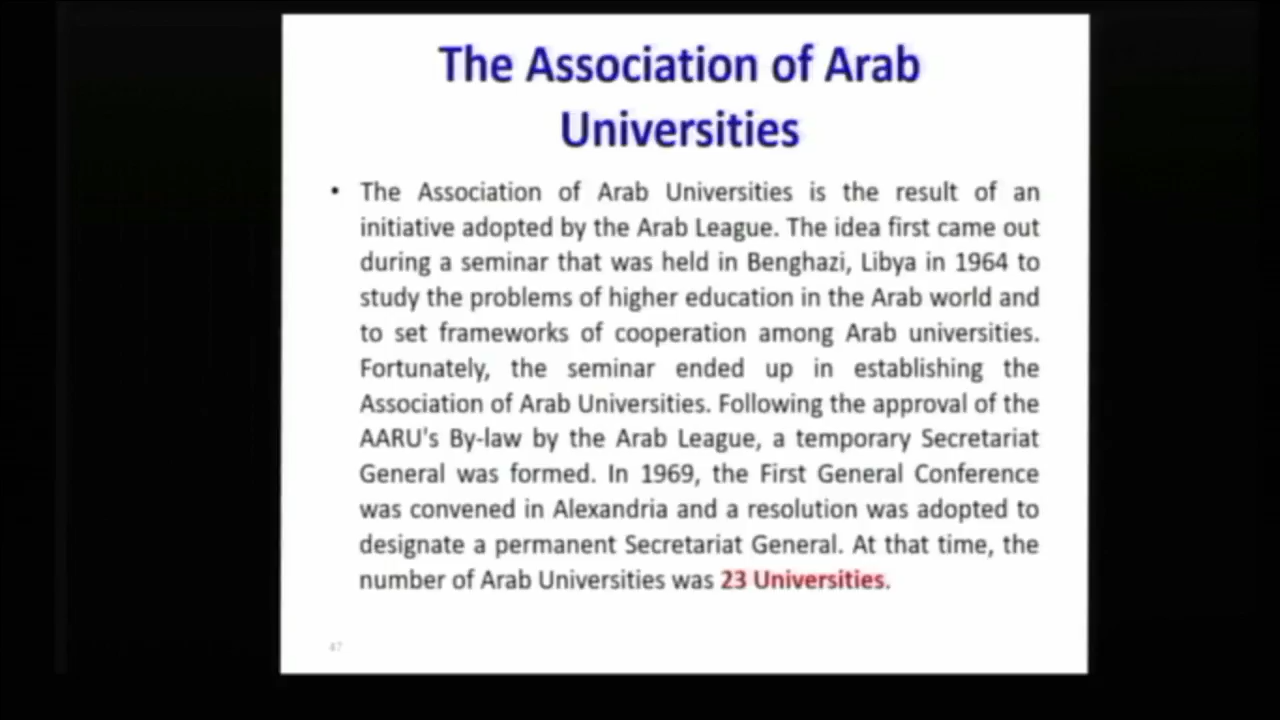 The Association of Arab
Universities
• The Association of Arab Universities is the result of an
initiative adopted by the Arab League. The idea first came out
during a seminar that was held in Benghazi, Libya in 1964 to
study the problems of higher education in the Arab world and
to set frameworks of cooperation among Arab universities.
Fortunately, the seminar ended up in establishing the
Association of Arab Universities. Following the approval of the
AARU's By-law by the Arab League, a temporary Secretariat
General was formed. In 1969, the First General Conference
was convened in Alexandria and a resolution was adopted to
designate a permanent Secretariat General. At that time, the
number of Arab Universities was 23 Universities.
47